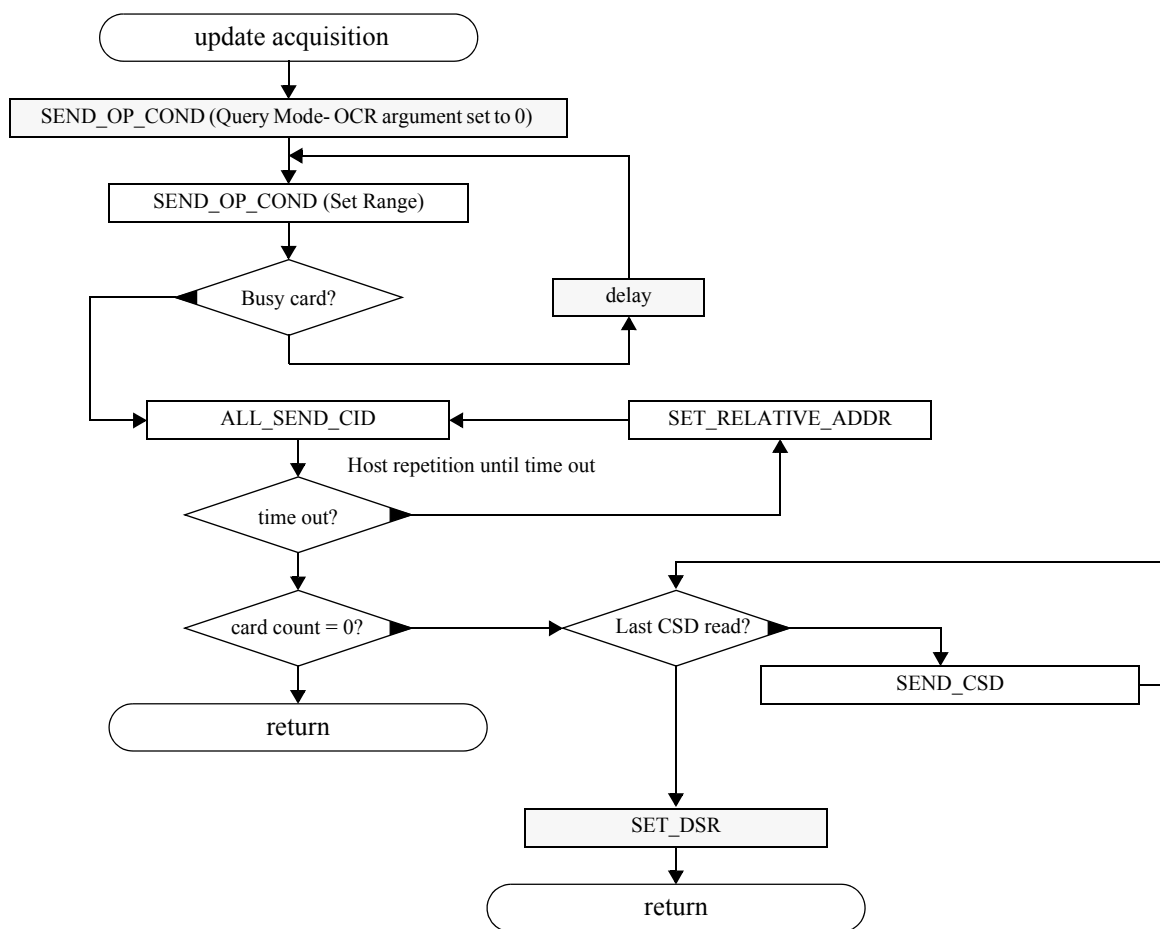 update acquisition
SEND_OP_COND (Query Mode- OCR argument set to 0)
SEND_OP_COND (Set Range)
Busy card?
delay
ALL_SEND_CID
SET_RELATIVE_ADDR
Host repetition until time out
time out?
card count = 0?
Last CSD read?
SEND_CSD
return
SET_DSR
return